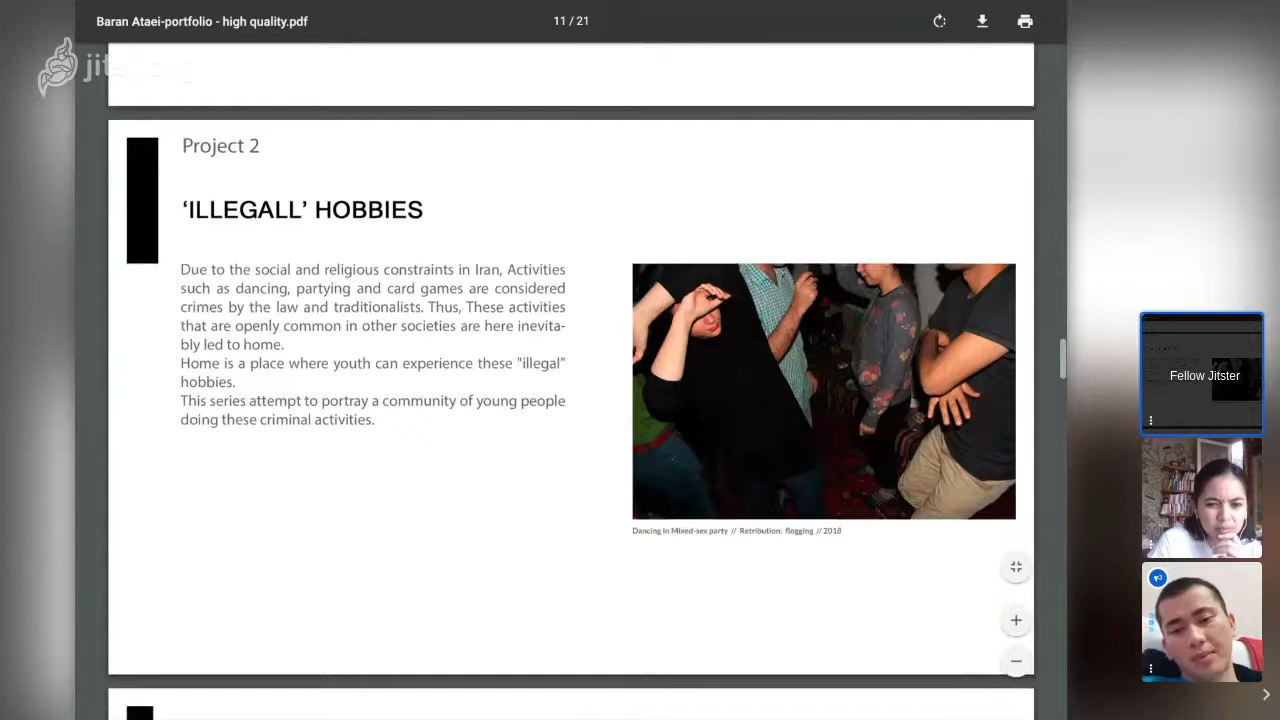 Baran Ataei-portfolio - high quality.pdf
11 / 21
Project 2
‘ILLEGALL’ HOBBIES
Due to the social and religious constraints in Iran, Activities
such as dancing, partying and card games are considered
crimes by the law and traditionalists. Thus, These activities
that are openly common in other societies are here inevita-
bly led to home.
Home is a place where youth can experience these "illegal"
hobbies.
This series attempt to portray a community of young people
doing these criminal activities.
Dancing in Mixed-sex party // Retribution: flogging // 2018
Fellow Jitster